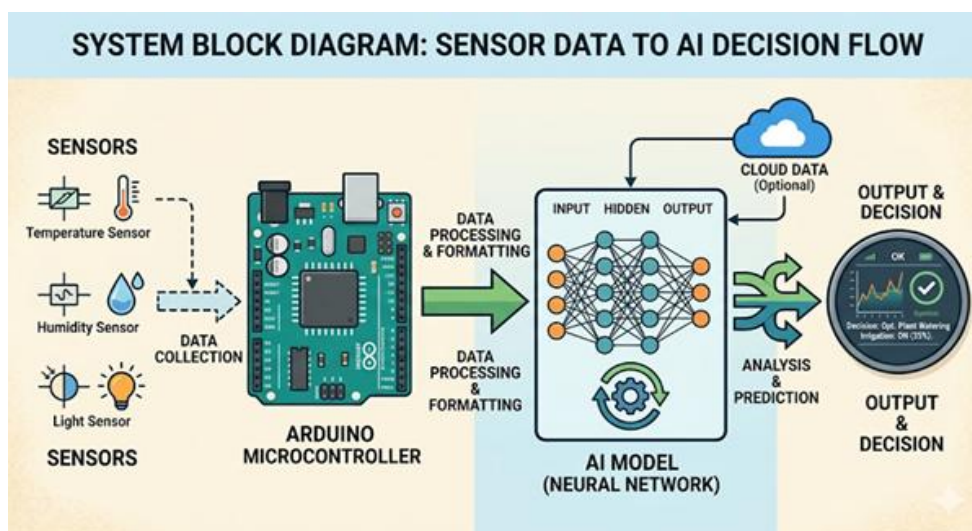 SYSTEM BLOCK DIAGRAM: SENSOR DATA TO AI DECISION FLOW
SENSORS
Temperature Sensor
Humidity Sensor
Light Sensor
SENSORS
DATA
COLLECTION
ARDUINO
MICROCONTROLLER
DATA
PROCESSING
& FORMATTING
DATA
PROCESSING
&
FORMATTING
INPUT HIDDEN OUTPUT
AI MODEL
(NEURAL NETWORK)
CLOUD DATA
(Optional)
ANALYSIS
&
PREDICTION
OUTPUT &
DECISION
OK
Decision: Opt. Plant Watering
Irrigation: ON (35%).
OUTPUT
&
DECISION